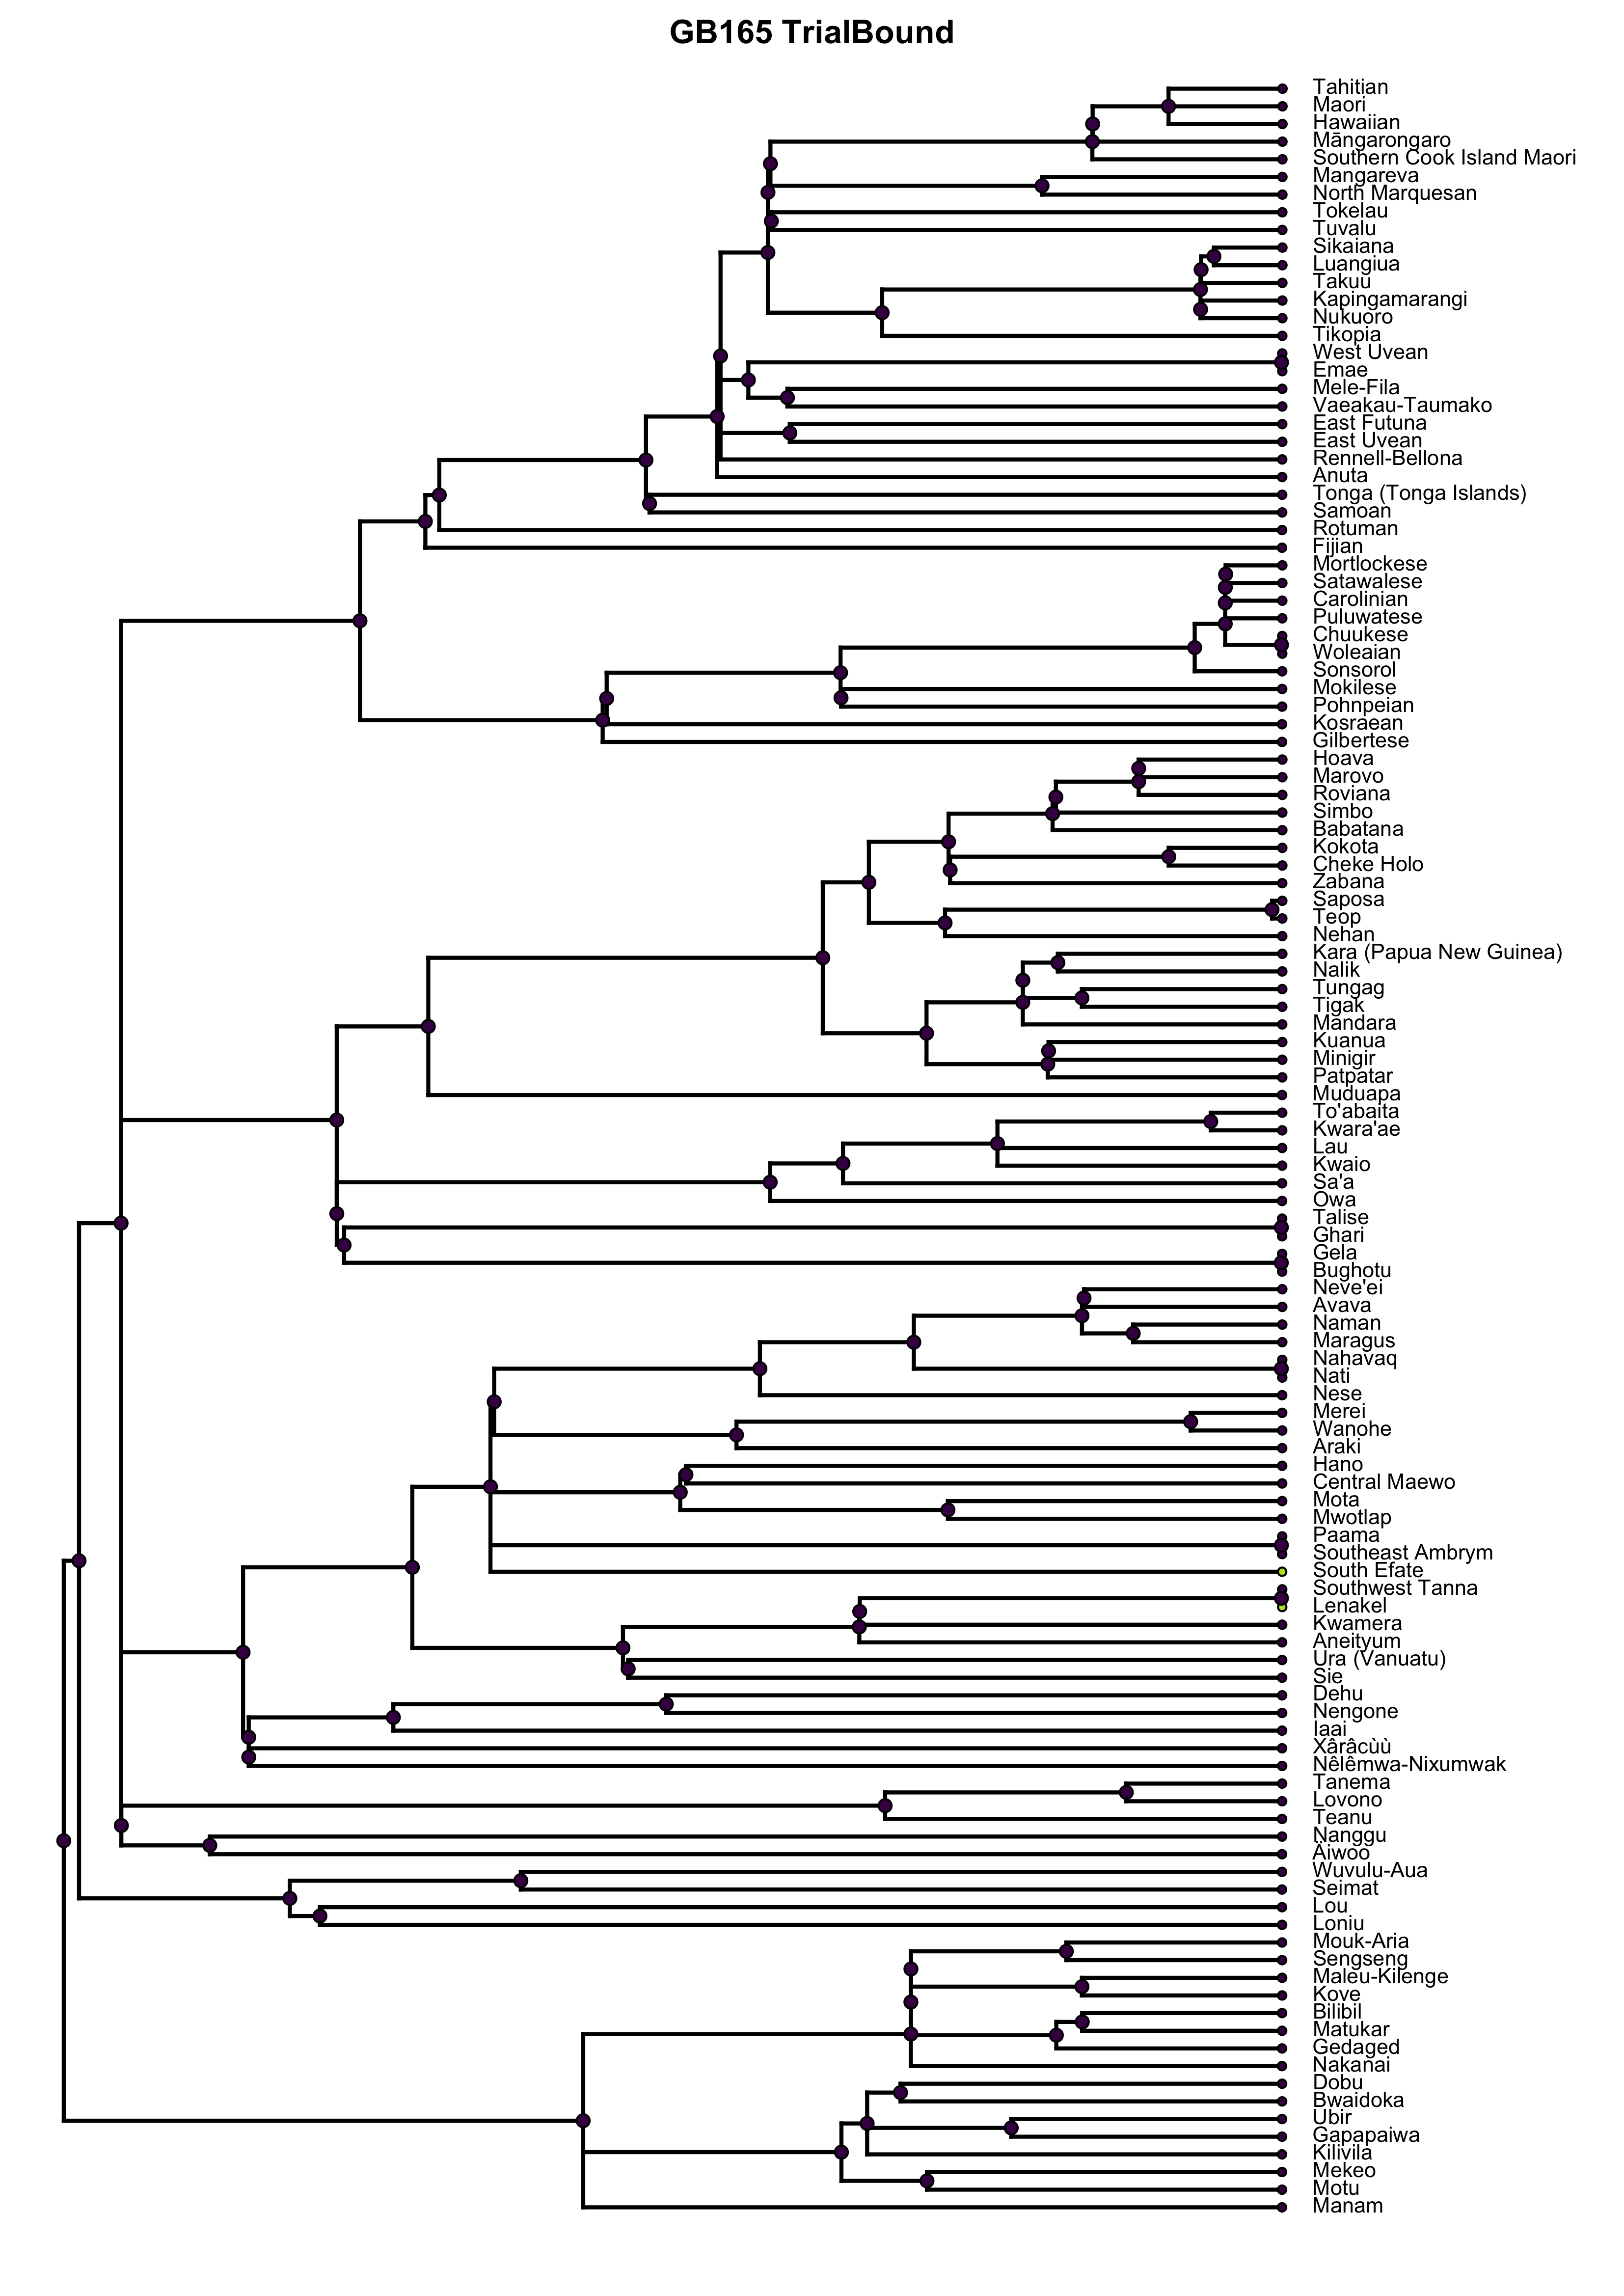 GB165 TrialBound
Tahitian
Maori
Hawaiian
Māngarongaro
Southern Cook Island Maori
Mangareva
North Marquesan
Tokelau
Tuvalu
Sikaiana
Luangiua
Takuu
Kapingamarangi
Nukuoro
Tikopia
West Uvean
Emae
Mele-Fila
Vaeakau-Taumako
East Futuna
East Uvean
Rennell-Bellona
Anuta
Tonga (Tonga Islands)
Samoan
Rotuman
Fijian
Mortlockese
Satawalese
Carolinian
Puluwatese
Chuukese
Woleaian
Sonsorol
Mokilese
Pohnpeian
Kosraean
Gilbertese
Hoava
Marovo
Roviana
Simbo
Babatana
Kokota
Cheke Holo
Zabana
Saposa
Teop
Nehan
Kara (Papua New Guinea)
Nalik
Tungag
Tigak
Mandara
Kuanua
Minigir
Patpatar
Muduapa
To'abaita
Kwara'ae
Lau
Kwaio
Sa'a
Owa
Talise
Ghari
Gela
Bughotu
Neve'ei
Avava
Naman
Maragus
Nahavaq
Nati
Nese
Merei
Wanohe
Araki
Hano
Central Maewo
Mota
Mwotlap
Paama
Southeast Ambrym
South Efate
Southwest Tanna
Lenakel
Kwamera
Aneityum
Ura (Vanuatu)
Sie
Dehu
Nengone
Iaai
Xârâcùù
Nêlêmwa-Nixumwak
Tanema
Lovono
Teanu
Nanggu
Äiwoo
Wuvulu-Aua
Seimat
Lou
Loniu
Mouk-Aria
Sengseng
Maleu-Kilenge
Kove
Bilibil
Matukar
Gedaged
Nakanai
Dobu
Bwaidoka
Ubir
Gapapaiwa
Kilivila
Mekeo
Motu
Manam